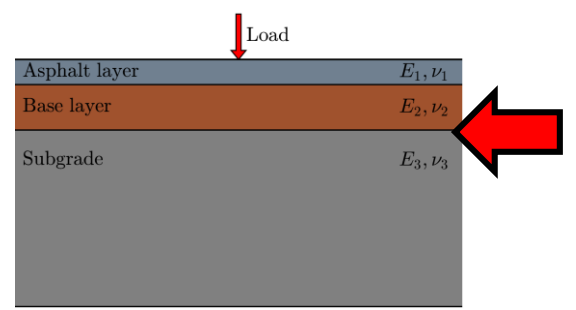 Load
Asphalt layer E₁, ν₁
Base layer E₂, ν₂
Subgrade E₃, ν₃